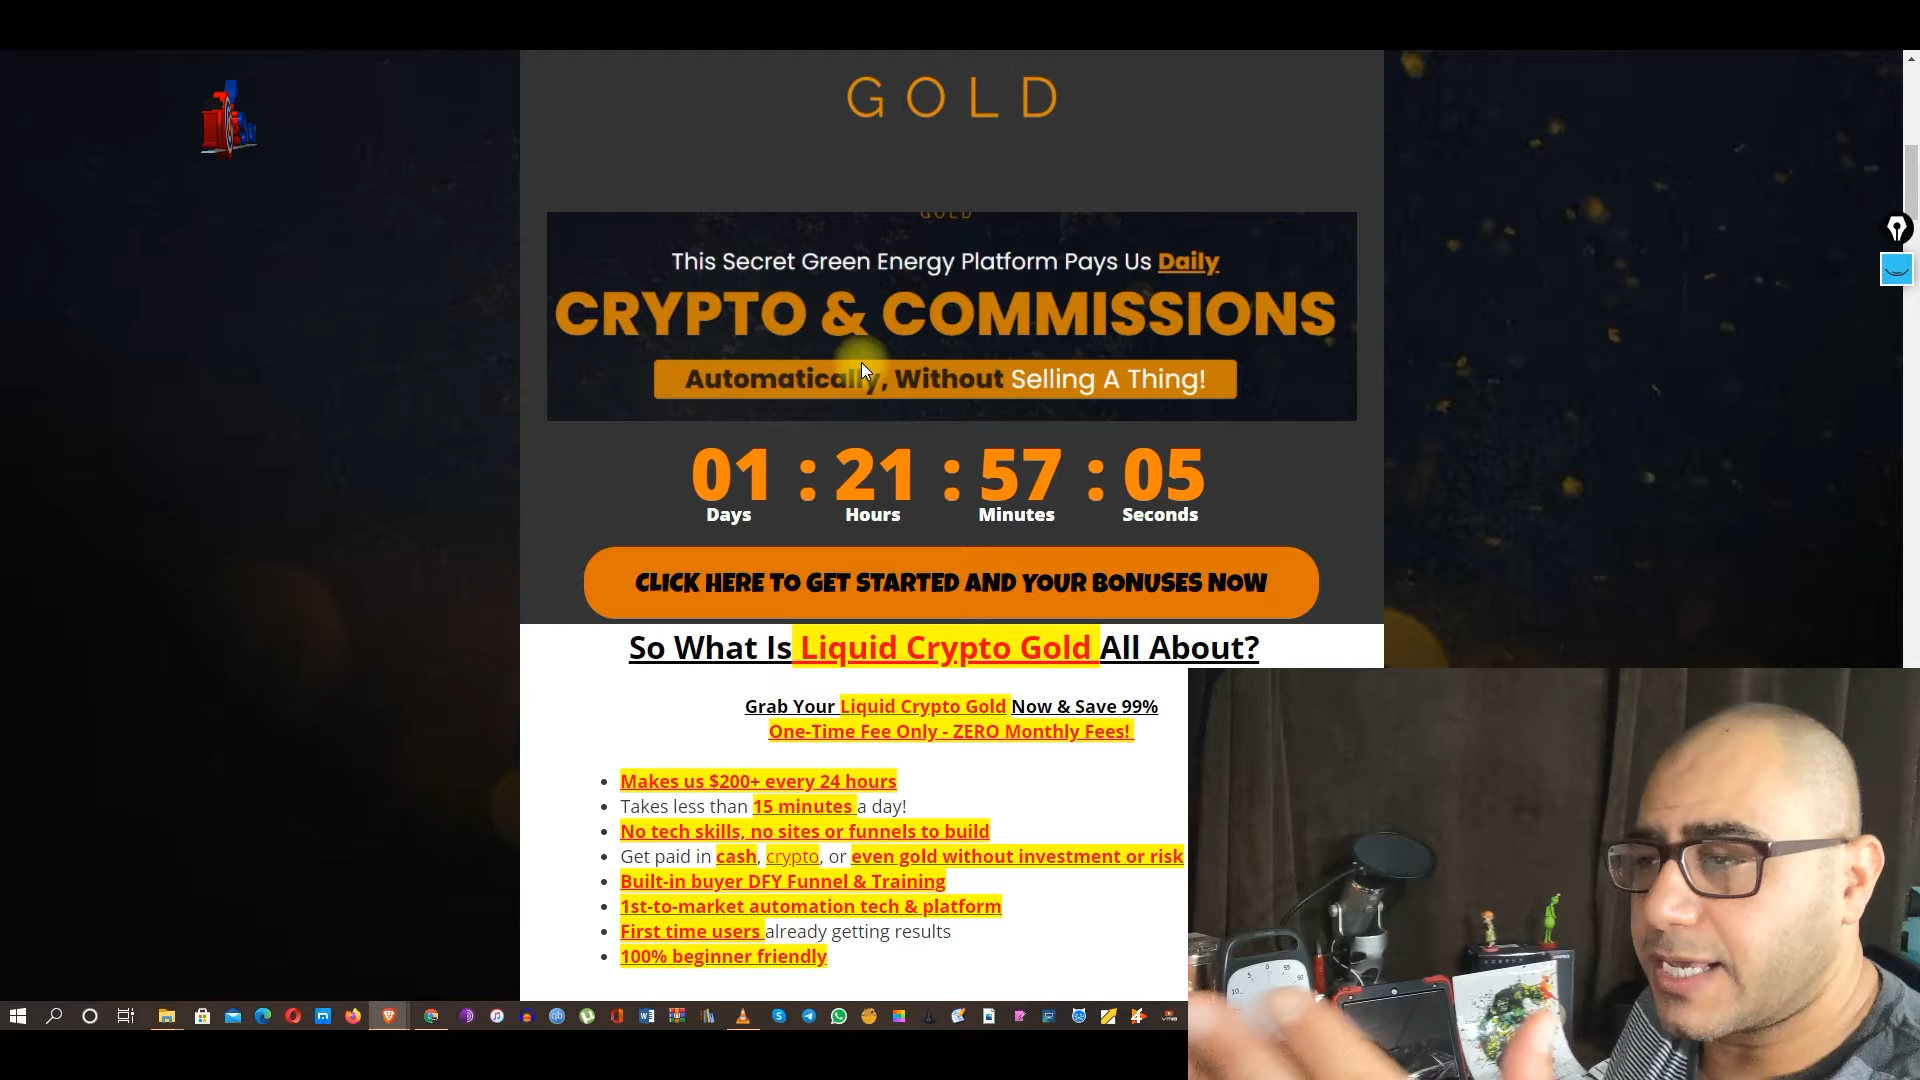 GOLD
GOLD
This Secret Green Energy Platform Pays Us Daily
CRYPTO & COMMISSIONS
Automatically, Without Selling A Thing!
01 : 21 : 57 : 05
Days Hours Minutes Seconds
CLICK HERE TO GET STARTED AND YOUR BONUSES NOW
So What Is Liquid Crypto Gold All About?
Grab Your Liquid Crypto Gold Now & Save 99%
One-Time Fee Only - ZERO Monthly Fees!
Makes us $200+ every 24 hours
Takes less than 15 minutes a day!
No tech skills, no sites or funnels to build
Get paid in cash, crypto, or even gold without investment or risk
Built-in buyer DFY Funnel & Training
1st-to-market automation tech & platform
First time users already getting results
100% beginner friendly